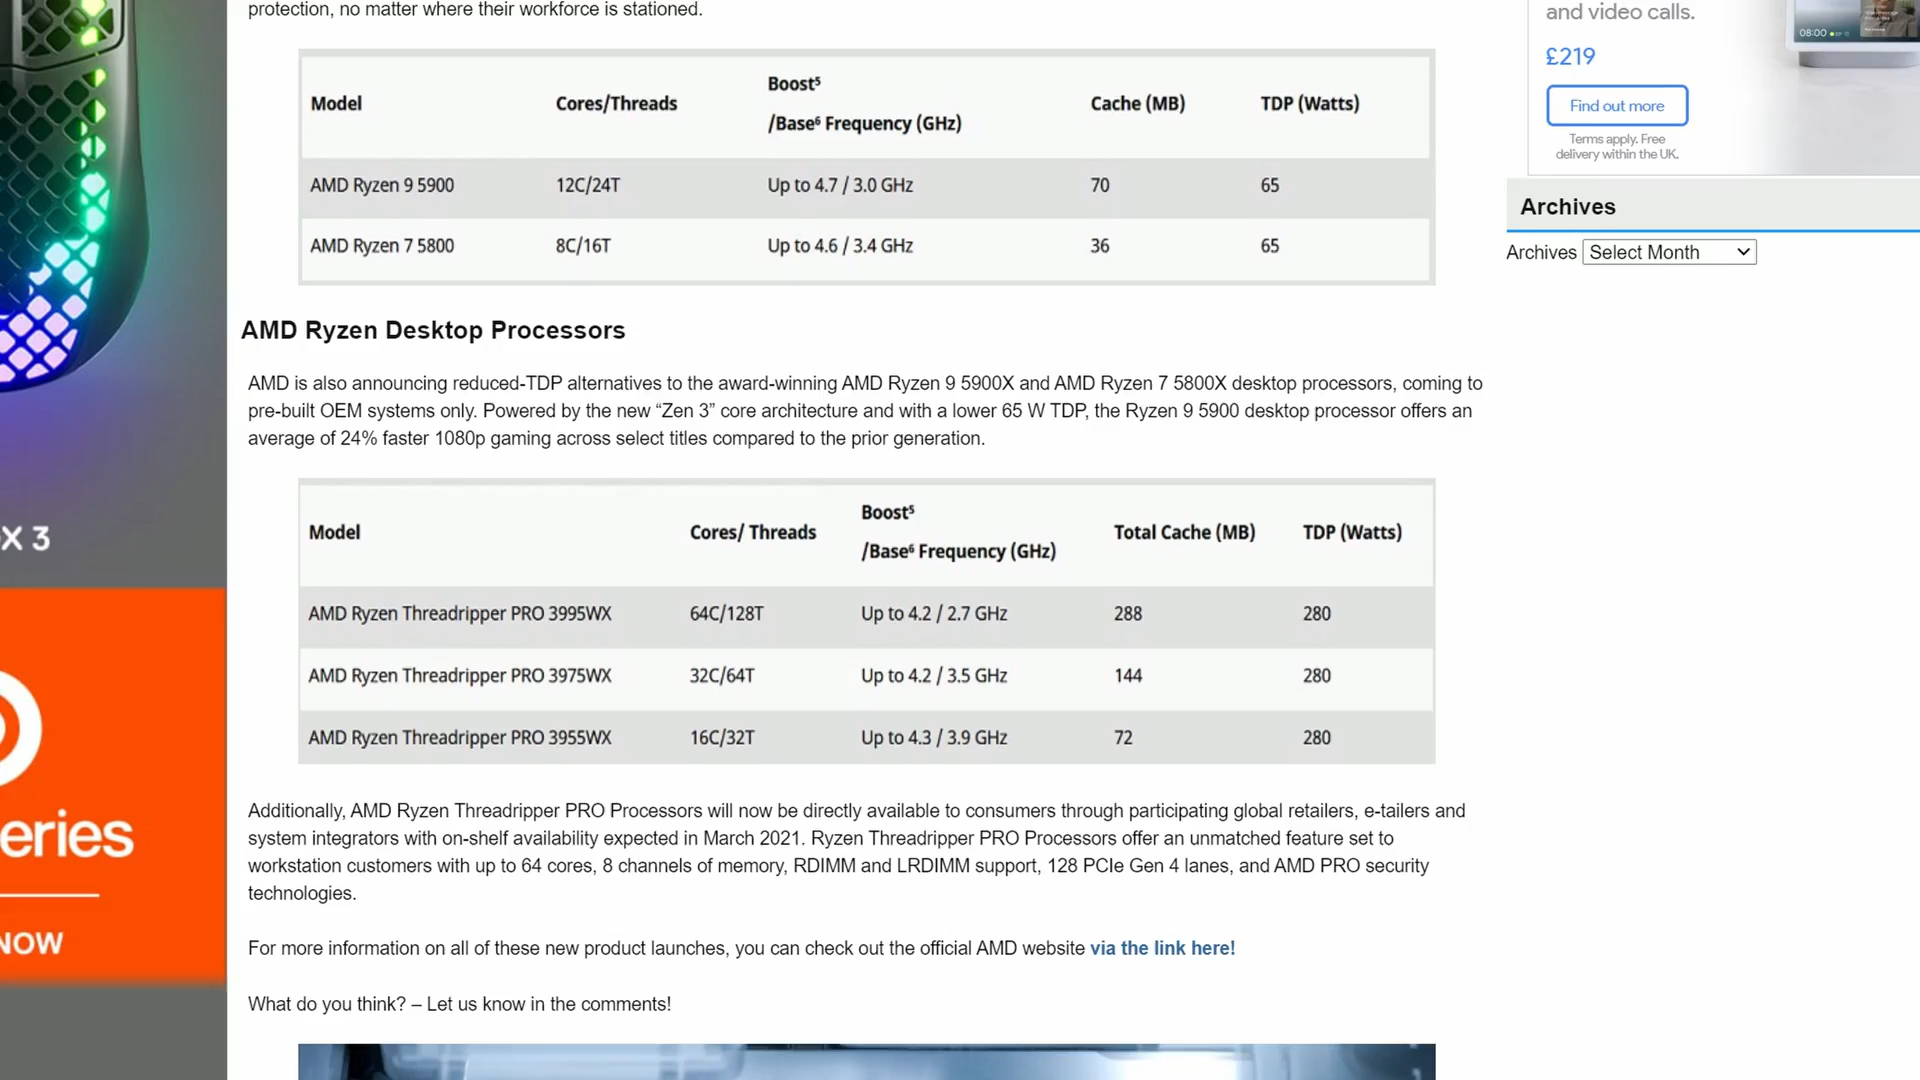 protection, no matter where their workforce is stationed.
Model Cores/Threads Boost⁵ /Base⁶ Frequency (GHz) Cache (MB) TDP (Watts)
AMD Ryzen 9 5900 12C/24T Up to 4.7 / 3.0 GHz 70 65
AMD Ryzen 7 5800 8C/16T Up to 4.6 / 3.4 GHz 36 65
AMD Ryzen Desktop Processors
AMD is also announcing reduced-TDP alternatives to the award-winning AMD Ryzen 9 5900X and AMD Ryzen 7 5800X desktop processors, coming to
pre-built OEM systems only. Powered by the new “Zen 3” core architecture and with a lower 65 W TDP, the Ryzen 9 5900 desktop processor offers an
average of 24% faster 1080p gaming across select titles compared to the prior generation.
Model Cores/ Threads Boost⁵ /Base⁶ Frequency (GHz) Total Cache (MB) TDP (Watts)
AMD Ryzen Threadripper PRO 3995WX 64C/128T Up to 4.2 / 2.7 GHz 288 280
AMD Ryzen Threadripper PRO 3975WX 32C/64T Up to 4.2 / 3.5 GHz 144 280
AMD Ryzen Threadripper PRO 3955WX 16C/32T Up to 4.3 / 3.9 GHz 72 280
Additionally, AMD Ryzen Threadripper PRO Processors will now be directly available to consumers through participating global retailers, e-tailers and
system integrators with on-shelf availability expected in March 2021. Ryzen Threadripper PRO Processors offer an unmatched feature set to
workstation customers with up to 64 cores, 8 channels of memory, RDIMM and LRDIMM support, 128 PCIe Gen 4 lanes, and AMD PRO security
technologies.
For more information on all of these new product launches, you can check out the official AMD website via the link here!
What do you think? – Let us know in the comments!
X 3
eries
NOW
and video calls.
£219
Find out more
Terms apply. Free
delivery within the UK.
08:00
Archives
Archives Select Month